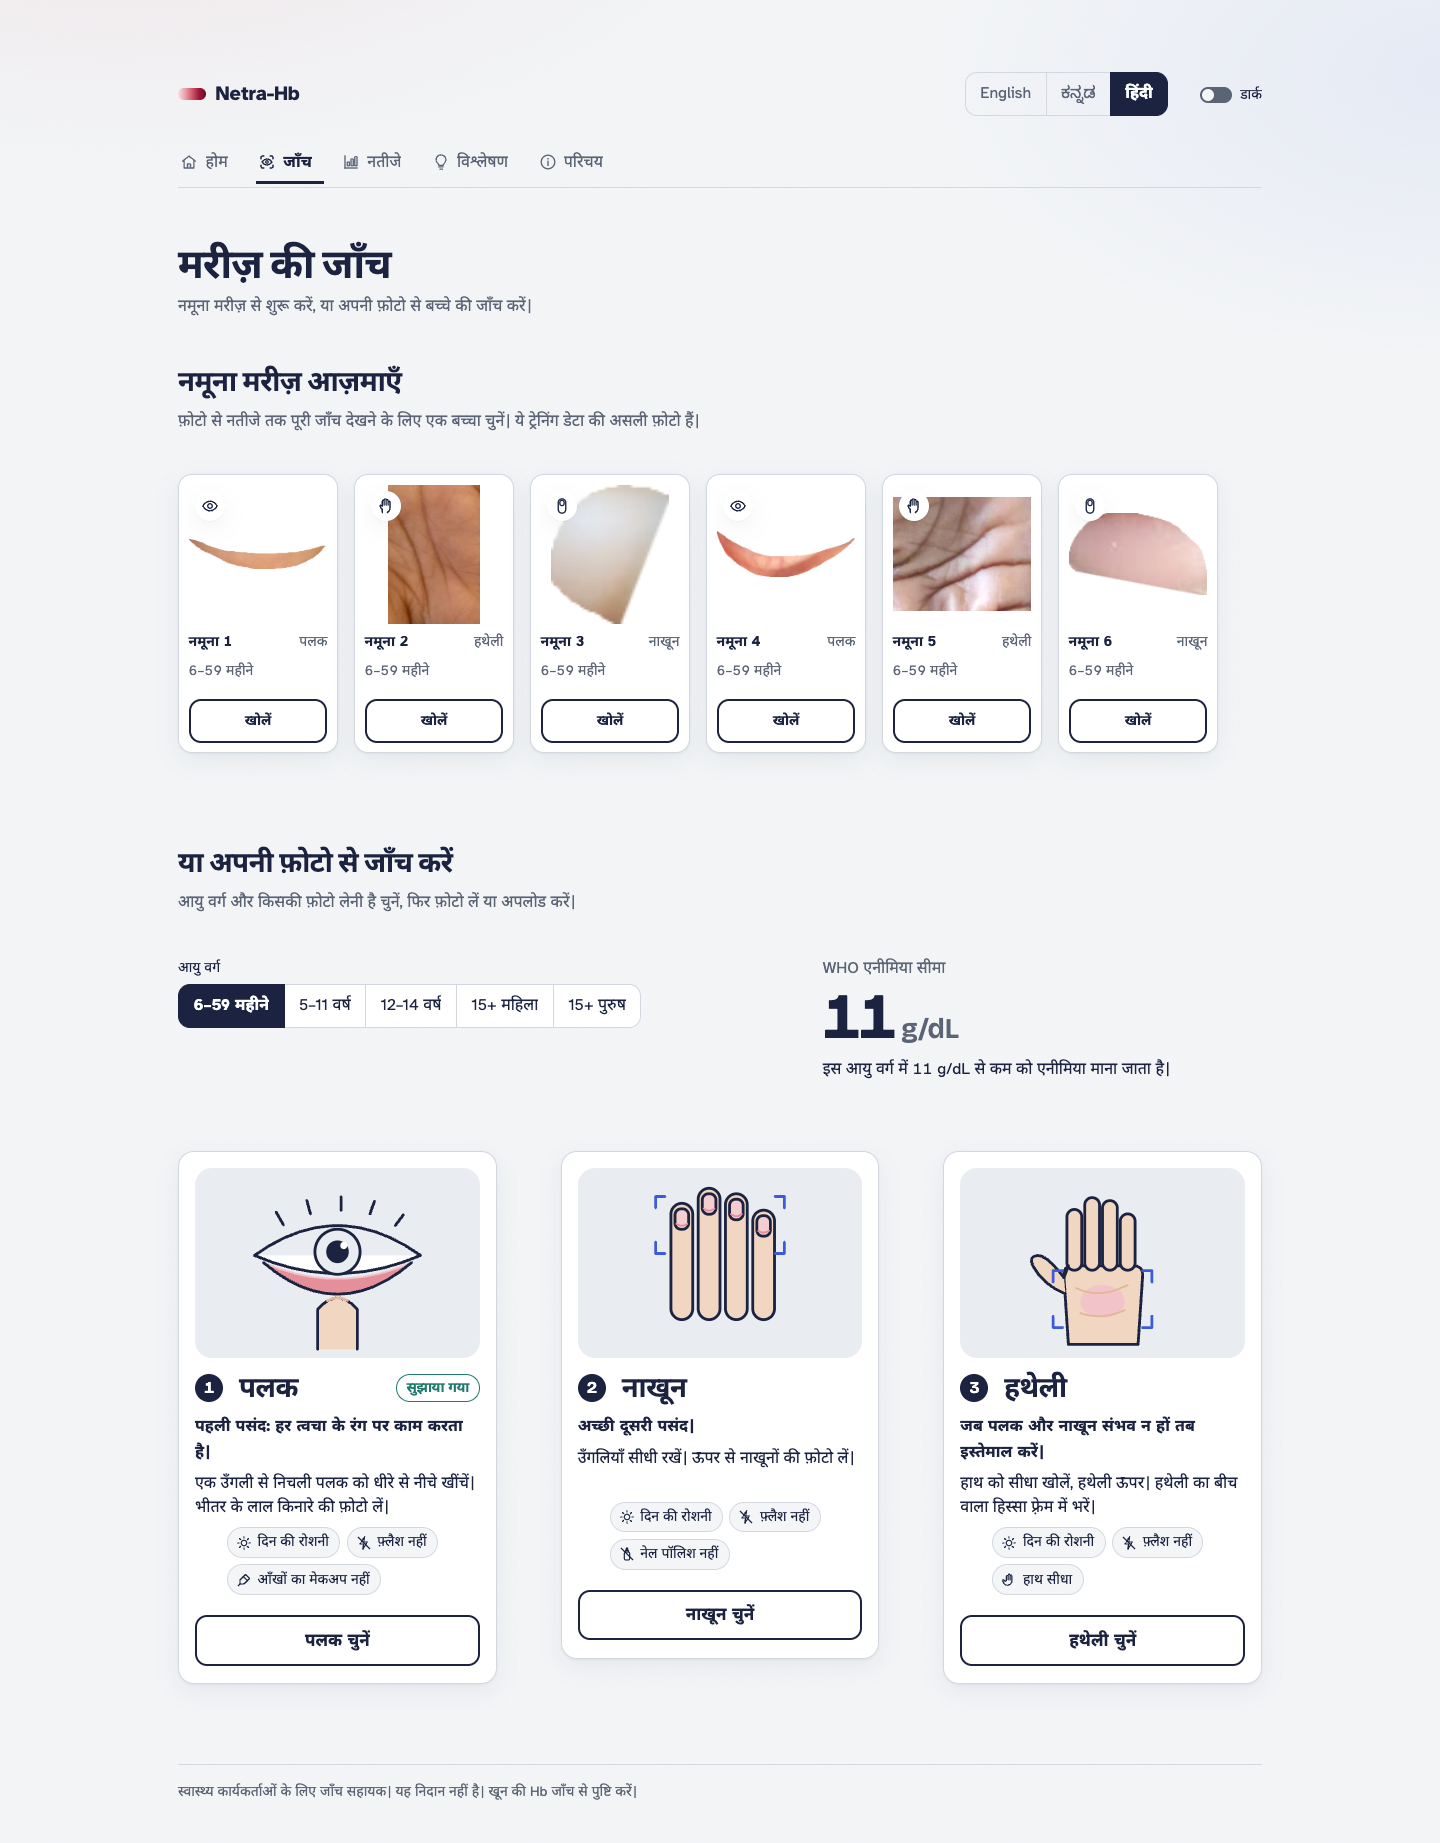 Netra-Hb
English ಕನ್ನಡ हिंदी डार्क
होम जाँच नतीजे विश्लेषण परिचय
मरीज़ की जाँच
नमूना मरीज़ से शुरू करें, या अपनी फ़ोटो से बच्चे की जाँच करें|
नमूना मरीज़ आज़माएँ
फ़ोटो से नतीजे तक पूरी जाँच देखने के लिए एक बच्चा चुनें| ये ट्रेनिंग डेटा की असली फ़ोटो हैं|
नमूना 1 पलक
6–59 महीने
खोलें
नमूना 2 हथेली
6–59 महीने
खोलें
नमूना 3 नाखून
6–59 महीने
खोलें
नमूना 4 पलक
6–59 महीने
खोलें
नमूना 5 हथेली
6–59 महीने
खोलें
नमूना 6 नाखून
6–59 महीने
खोलें
या अपनी फ़ोटो से जाँच करें
आयु वर्ग और किसकी फ़ोटो लेनी है चुनें, फिर फ़ोटो लें या अपलोड करें|
आयु वर्ग
6–59 महीने 5–11 वर्ष 12–14 वर्ष 15+ महिला 15+ पुरुष
WHO एनीमिया सीमा
11 g/dL
इस आयु वर्ग में 11 g/dL से कम को एनीमिया माना जाता है|
1 पलक सुझाया गया
पहली पसंद: हर त्वचा के रंग पर काम करता
है|
एक उँगली से निचली पलक को धीरे से नीचे खींचें|
भीतर के लाल किनारे की फ़ोटो लें|
दिन की रोशनी फ़्लैश नहीं
आँखों का मेकअप नहीं
पलक चुनें
2 नाखून
अच्छी दूसरी पसंद|
उँगलियाँ सीधी रखें| ऊपर से नाखूनों की फ़ोटो लें|
दिन की रोशनी फ़्लैश नहीं
नेल पॉलिश नहीं
नाखून चुनें
3 हथेली
जब पलक और नाखून संभव न हों तब
इस्तेमाल करें|
हाथ को सीधा खोलें, हथेली ऊपर| हथेली का बीच
वाला हिस्सा फ़्रेम में भरें|
दिन की रोशनी फ़्लैश नहीं
हाथ सीधा
हथेली चुनें
स्वास्थ्य कार्यकर्ताओं के लिए जाँच सहायक| यह निदान नहीं है| खून की Hb जाँच से पुष्टि करें|